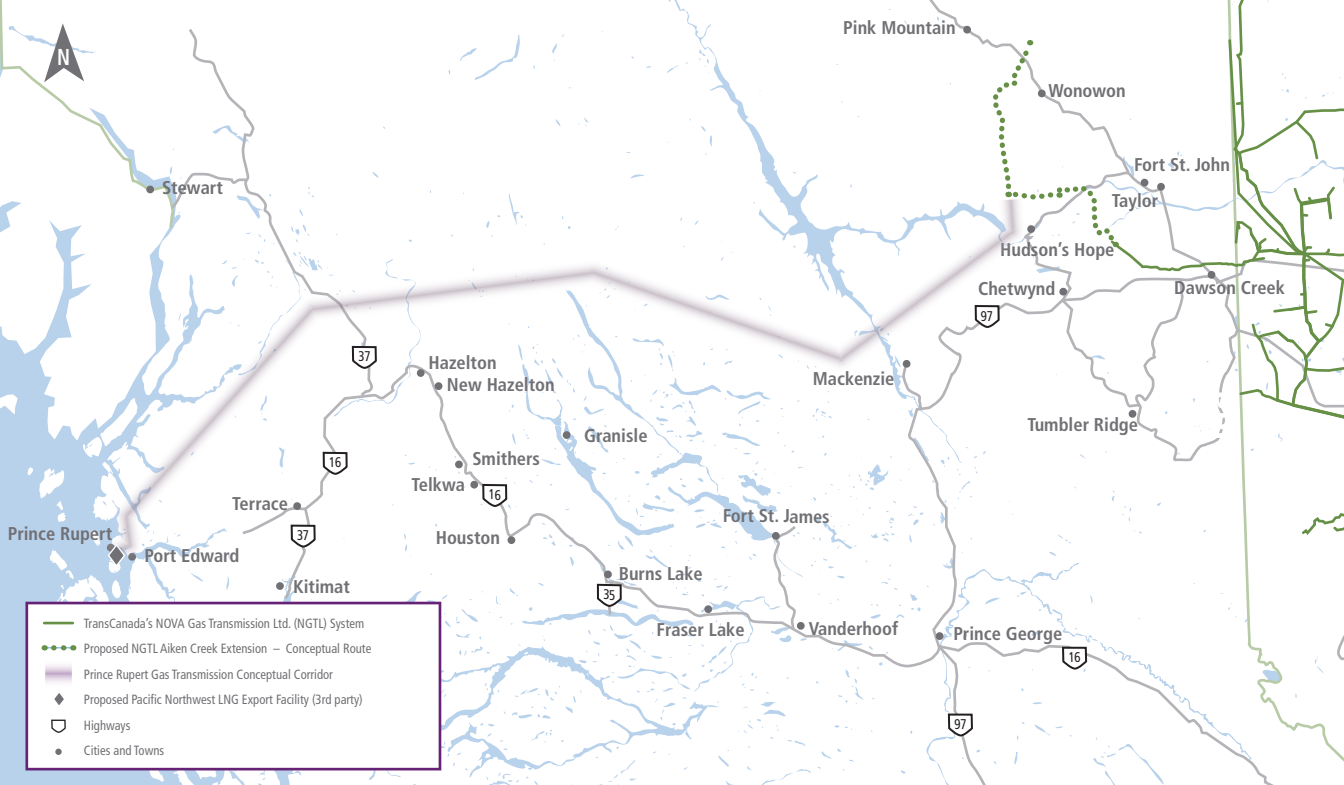 N
Pink Mountain
Wonowon
Fort St. John
Taylor
Stewart
Hudson's Hope
Chetwynd
Dawson Creek
97
37
Hazelton
New Hazelton
Mackenzie
Tumbler Ridge
Granisle
16
Smithers
Telkwa
16
Terrace
Fort St. James
Prince Rupert
37
Houston
Port Edward
Kitimat
Burns Lake
35
Fraser Lake
Vanderhoof
Prince George
16
97
TransCanada's NOVA Gas Transmission Ltd. (NGTL) System
Proposed NGTL Aiken Creek Extension – Conceptual Route
Prince Rupert Gas Transmission Conceptual Corridor
Proposed Pacific Northwest LNG Export Facility (3rd party)
Highways
Cities and Towns